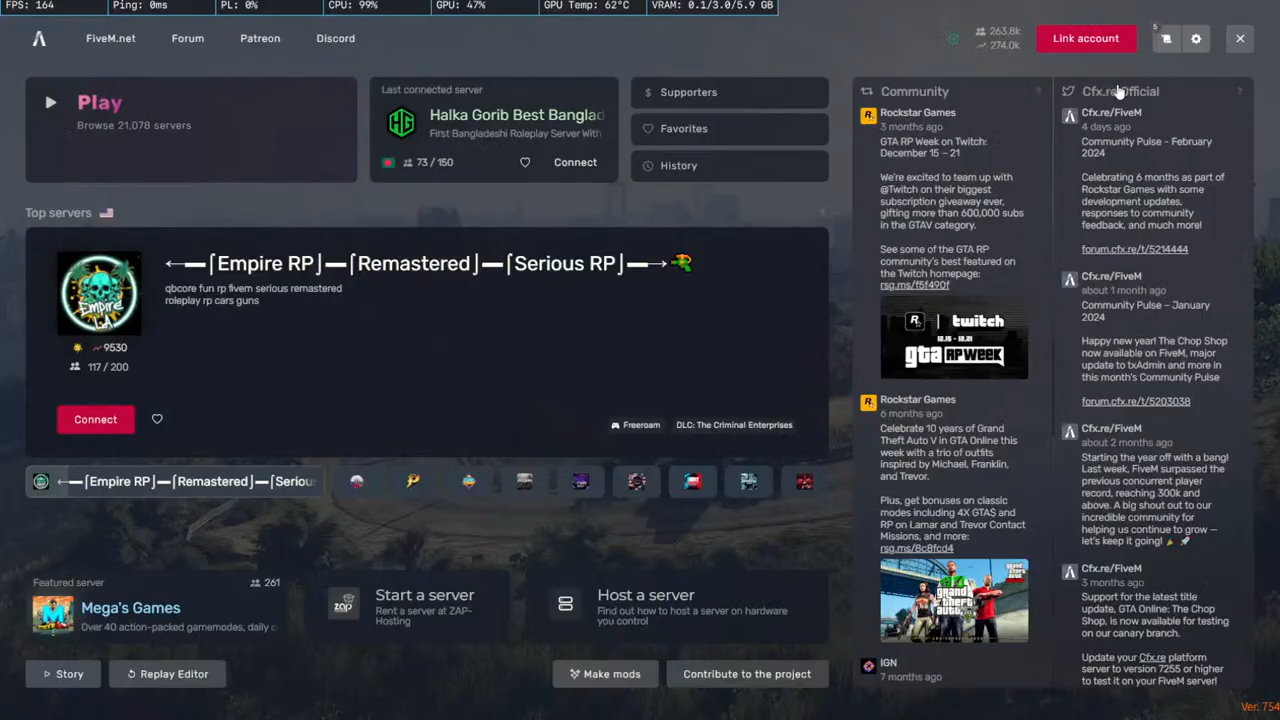 FPS: 164
Ping: 0ms
PL: 0%
CPU: 99%
GPU: 47%
GPU Temp: 62°C
VRAM: 0.1/3.0/5.9 GB
FiveM.net
Forum
Patreon
Discord
263.8k
274.0k
Link account
5
Play
Browse 21,078 servers
Last connected server
Halka Gorib Best Banglad
First Bangladeshi Roleplay Server With
73 / 150
Connect
Supporters
Favorites
History
Top servers
←—⌠Empire RP⌡—⌠Remastered⌡—⌠Serious RP⌡—→
qbcore fun rp fivem serious remastered
roleplay rp cars guns
Empire
LA
9530
117 / 200
Connect
Freeroam
DLC: The Criminal Enterprises
←—⌠Empire RP⌡—⌠Remastered⌡—⌠Seriou
Featured server
261
Mega's Games
Over 40 action-packed gamemodes, daily c
ZAP
Start a server
Rent a server at ZAP-
Hosting
Host a server
Find out how to host a server on hardware
you control
Story
Replay Editor
Make mods
Contribute to the project
Community
?
Rockstar Games
3 months ago
GTA RP Week on Twitch:
December 15 – 21
We're excited to team up with
@Twitch on their biggest
subscription giveaway ever,
gifting more than 600,000 subs
in the GTAV category.
See some of the GTA RP
community's best featured on
the Twitch homepage:
rsg.ms/f5f490f
R twitch
12.15 - 12.21
gta RP WEEK
Rockstar Games
6 months ago
Celebrate 10 years of Grand
Theft Auto V in GTA Online this
week with a trio of outfits
inspired by Michael, Franklin,
and Trevor.
Plus, get bonuses on classic
modes including 4X GTA$ and
RP on Lamar and Trevor Contact
Missions, and more:
rsg.ms/8c8fcd4
IGN
7 months ago
Cfx.re Official
?
Cfx.re/FiveM
4 days ago
Community Pulse - February
2024
Celebrating 6 months as part of
Rockstar Games with some
development updates,
responses to community
feedback, and much more!
forum.cfx.re/t/5214444
Cfx.re/FiveM
about 1 month ago
Community Pulse – January
2024
Happy new year! The Chop Shop
now available on FiveM, major
update to txAdmin and more in
this month's Community Pulse
forum.cfx.re/t/5203038
Cfx.re/FiveM
about 2 months ago
Starting the year off with a bang!
Last week, FiveM surpassed the
previous concurrent player
record, reaching 300k and
above. A big shout out to our
incredible community for
helping us continue to grow —
let's keep it going!
Cfx.re/FiveM
3 months ago
Support for the latest title
update, GTA Online: The Chop
Shop, is now available for testing
on our canary branch.
Update your Cfx.re platform
server to version 7255 or higher
to test it on your FiveM server!
Ver. 754